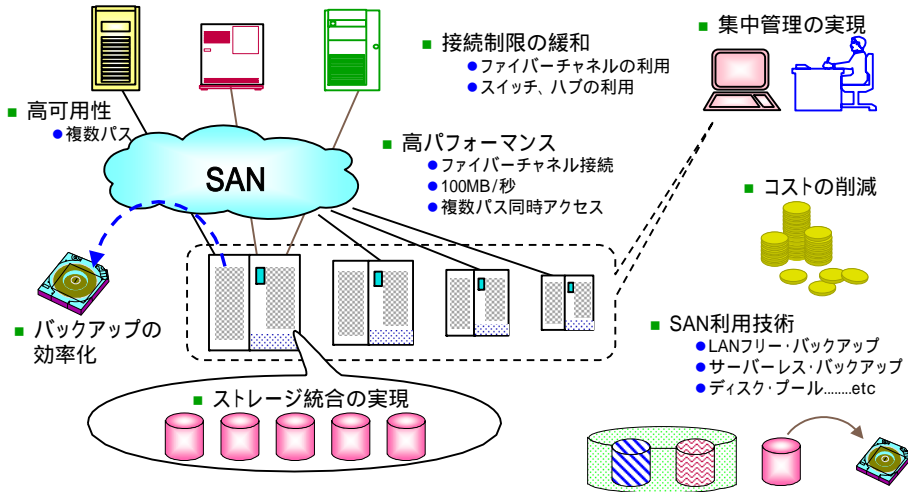 ■ 接続制限の緩和
● ファイバーチャネルの利用
● スイッチ、ハブの利用
■ 集中管理の実現
■ 高可用性
● 複数パス
SAN
■ 高パフォーマンス
● ファイバーチャネル接続
● 100MB/秒
● 複数パス同時アクセス
■ コストの削減
■ バックアップの
効率化
■ SAN利用技術
● LANフリー・バックアップ
● サーバーレス・バックアップ
● ディスク・プール........etc
■ ストレージ統合の実現